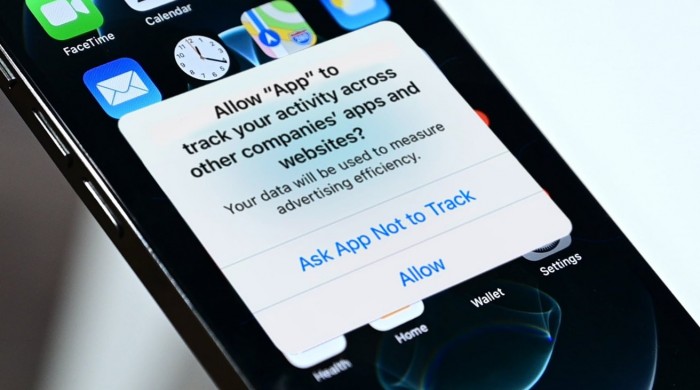 FaceTime
Calendar
Allow "App" to
track your activity across
other companies' apps and
websites?
Your data will be used to measure
advertising efficiency.
Ask App Not to Track
Allow
Health
Home
Wallet
Settings